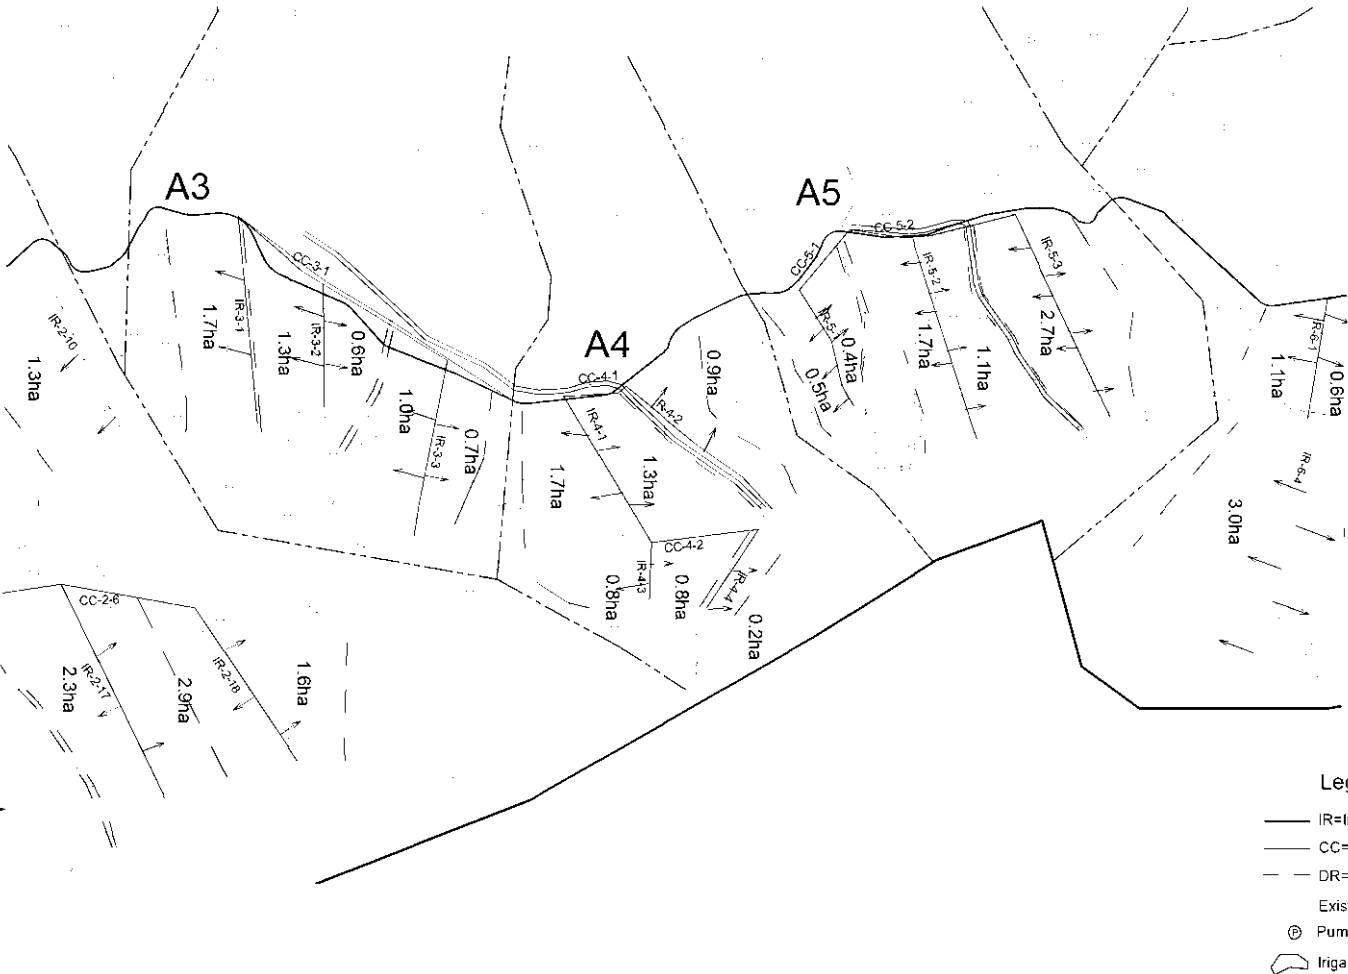 A3
A5
A4
CC-3-1
CC-5-2
CC-5-1
CC-4-1
IR-2-10
IR-3-1
IR-3-2
IR-3-3
IR-4-1
IR-4-2
IR-5-1
IR-5-2
IR-5-3
IR-6-4
1.3ha
1.7ha
1.3ha
0.6ha
1.0ha
0.7ha
1.7ha
1.3ha
0.9ha
0.5ha
0.4ha
1.7ha
1.1ha
2.7ha
1.1ha
0.6ha
3.0ha
CC-4-2
IR-4-3
IR-4-4
0.8ha
0.8ha
0.2ha
CC-2-6
IR-2-17
IR-2-18
2.3ha
2.9ha
1.6ha
Leg
IR=I
CC=
DR=
Exis
P Pum
Iriga